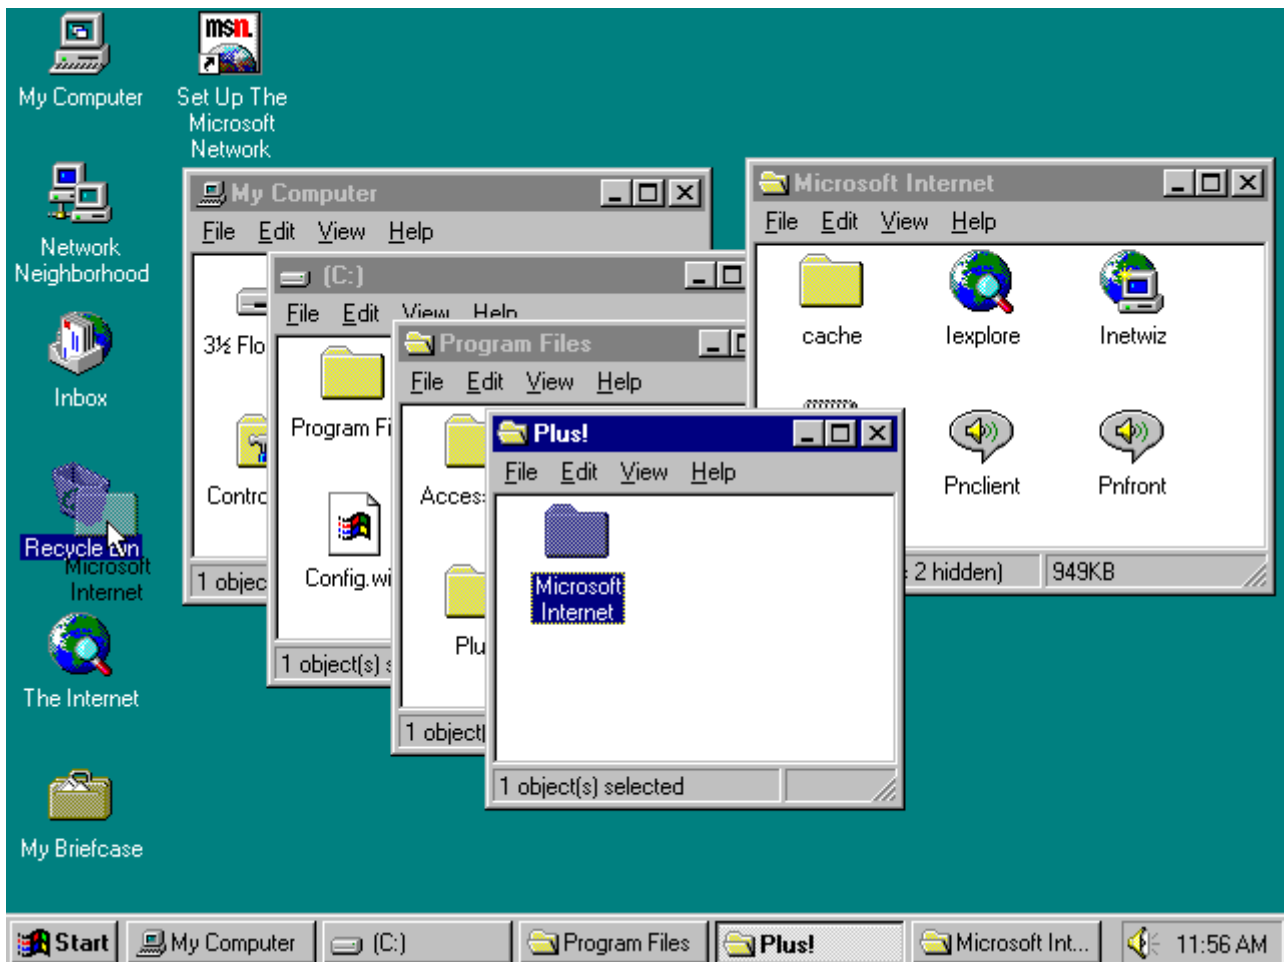 My Computer
msn.
Set Up The
Microsoft
Network
Network
Neighborhood
Inbox
Recycle Bin
Microsoft
Internet
The Internet
My Briefcase
My Computer
File Edit View Help
3½ Flo
Contro
1 objec
(C:)
File Edit View Help
Program Fi
Config.wi
1 object(s) s
Program Files
File Edit View Help
Access
Plu
1 object(
Plus!
File Edit View Help
Microsoft
Internet
1 object(s) selected
Microsoft Internet
File Edit View Help
cache Iexplore Inetwiz
Pnclient Pnfront
2 hidden) 949KB
Start My Computer (C:) Program Files Plus! Microsoft Int... 11:56 AM